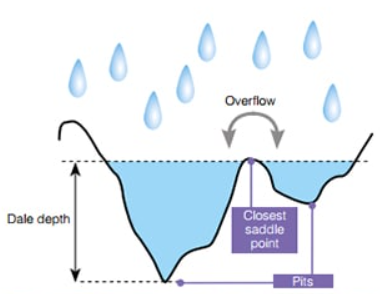 Overflow
Dale depth
Closest
saddle
point
Pits